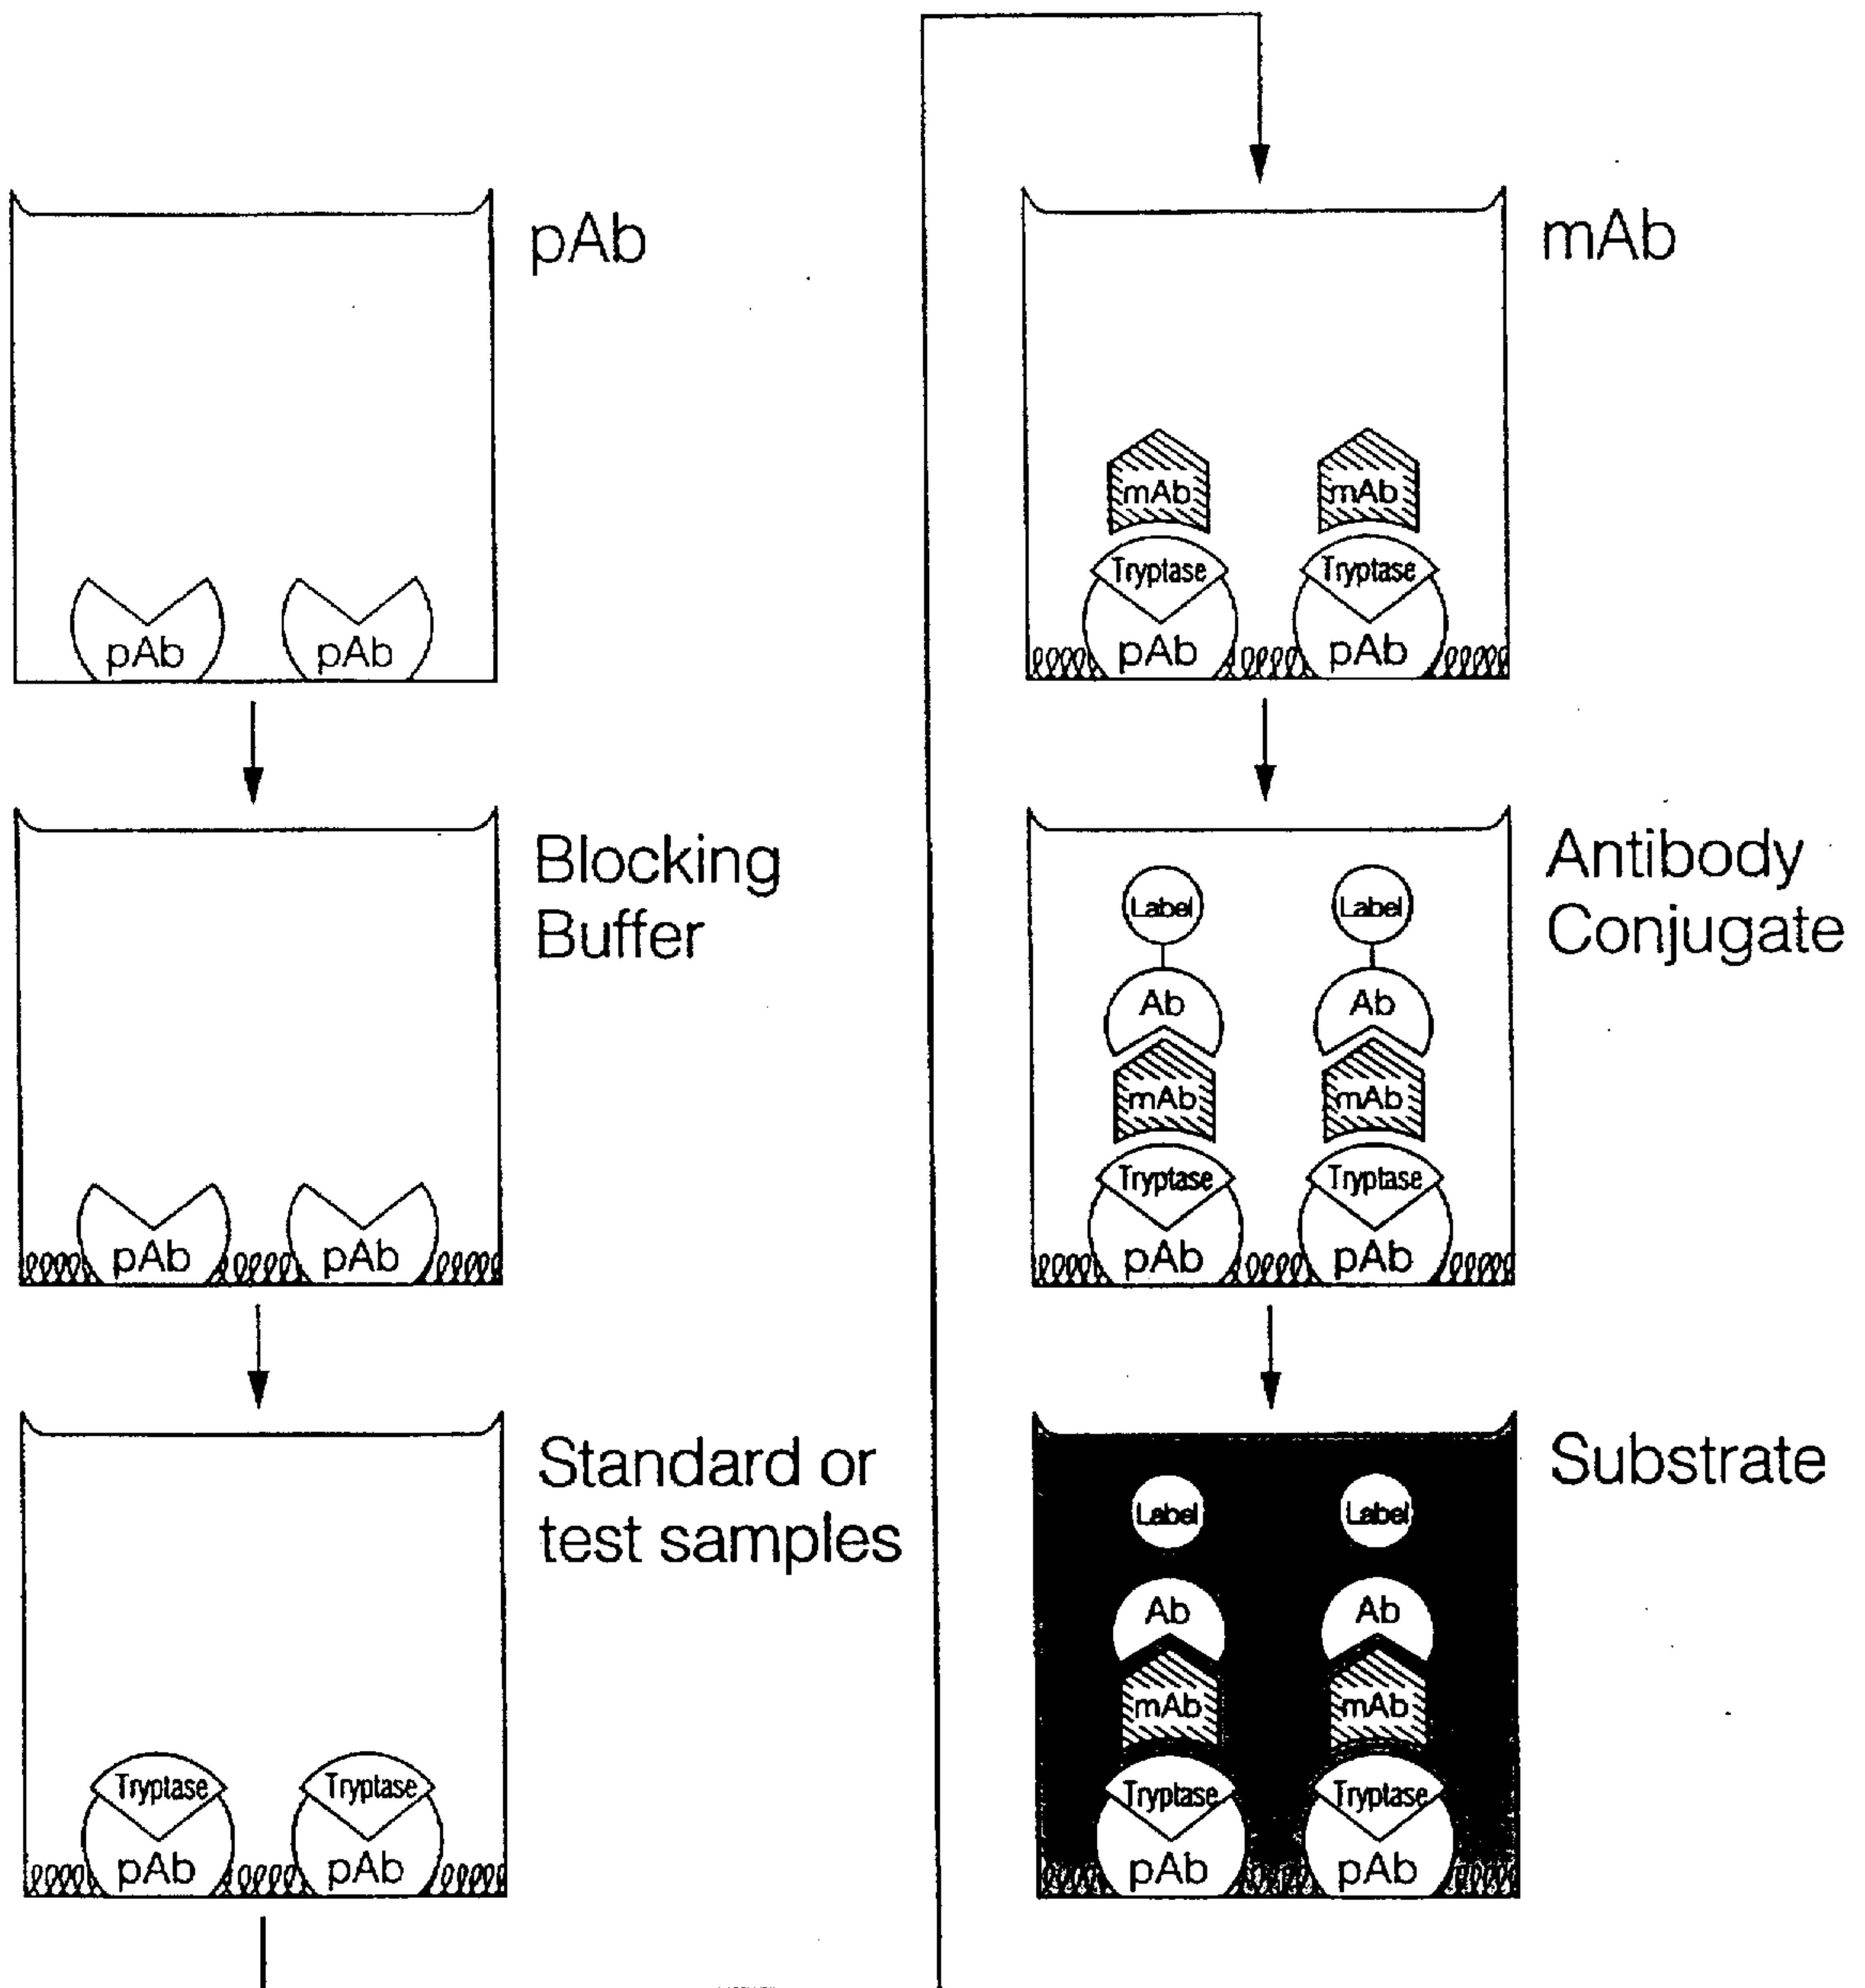 pAb
pAb pAb
Blocking
Buffer
pAb pAb
Standard or
test samples
Tryptase Tryptase
pAb pAb
mAb
mAb mAb
Tryptase Tryptase
pAb pAb
Antibody
Conjugate
Label Label
Ab Ab
mAb mAb
Tryptase Tryptase
pAb pAb
Substrate
Label Label
Ab Ab
mAb mAb
Tryptase Tryptase
pAb pAb